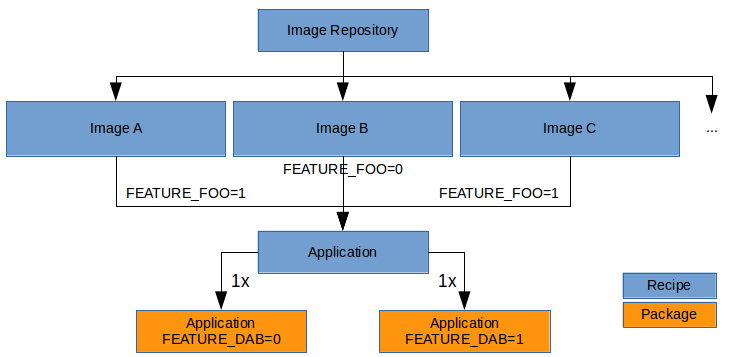 Image Repository
Image A
Image B
Image C
...
FEATURE_FOO=0
FEATURE_FOO=1
FEATURE_FOO=1
Application
1x
1x
Recipe
Package
Application
FEATURE_DAB=0
Application
FEATURE_DAB=1